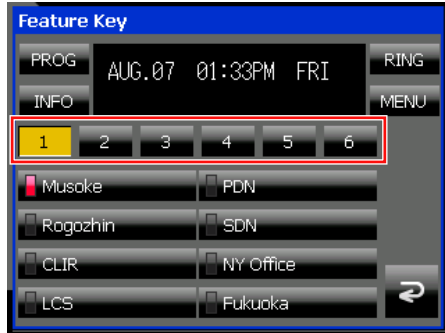 Feature Key
PROG
AUG.07 01:33PM FRI
RING
INFO
MENU
1 2 3 4 5 6
Musoke
PDN
Rogozhin
SDN
CLIR
NY Office
LCS
Fukuoka